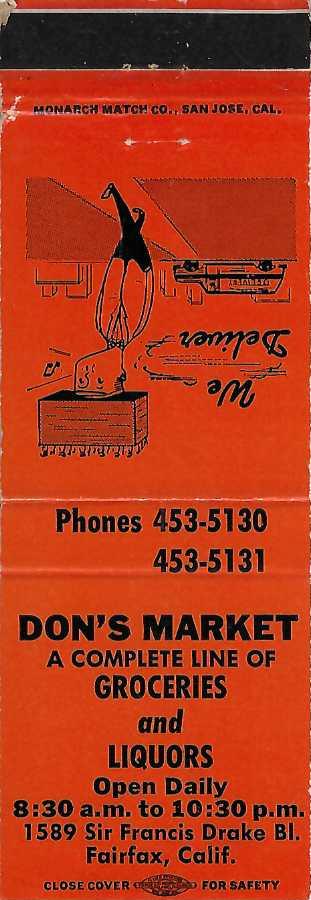 MONARCH MATCH CO., SAN JOSE, CAL.
We
Deliver
DELIVERY
Phones 453-5130
453-5131
DON'S MARKET
A COMPLETE LINE OF
GROCERIES
and
LIQUORS
Open Daily
8:30 a.m. to 10:30 p.m.
1589 Sir Francis Drake Bl.
Fairfax, Calif.
CLOSE COVER FOR SAFETY